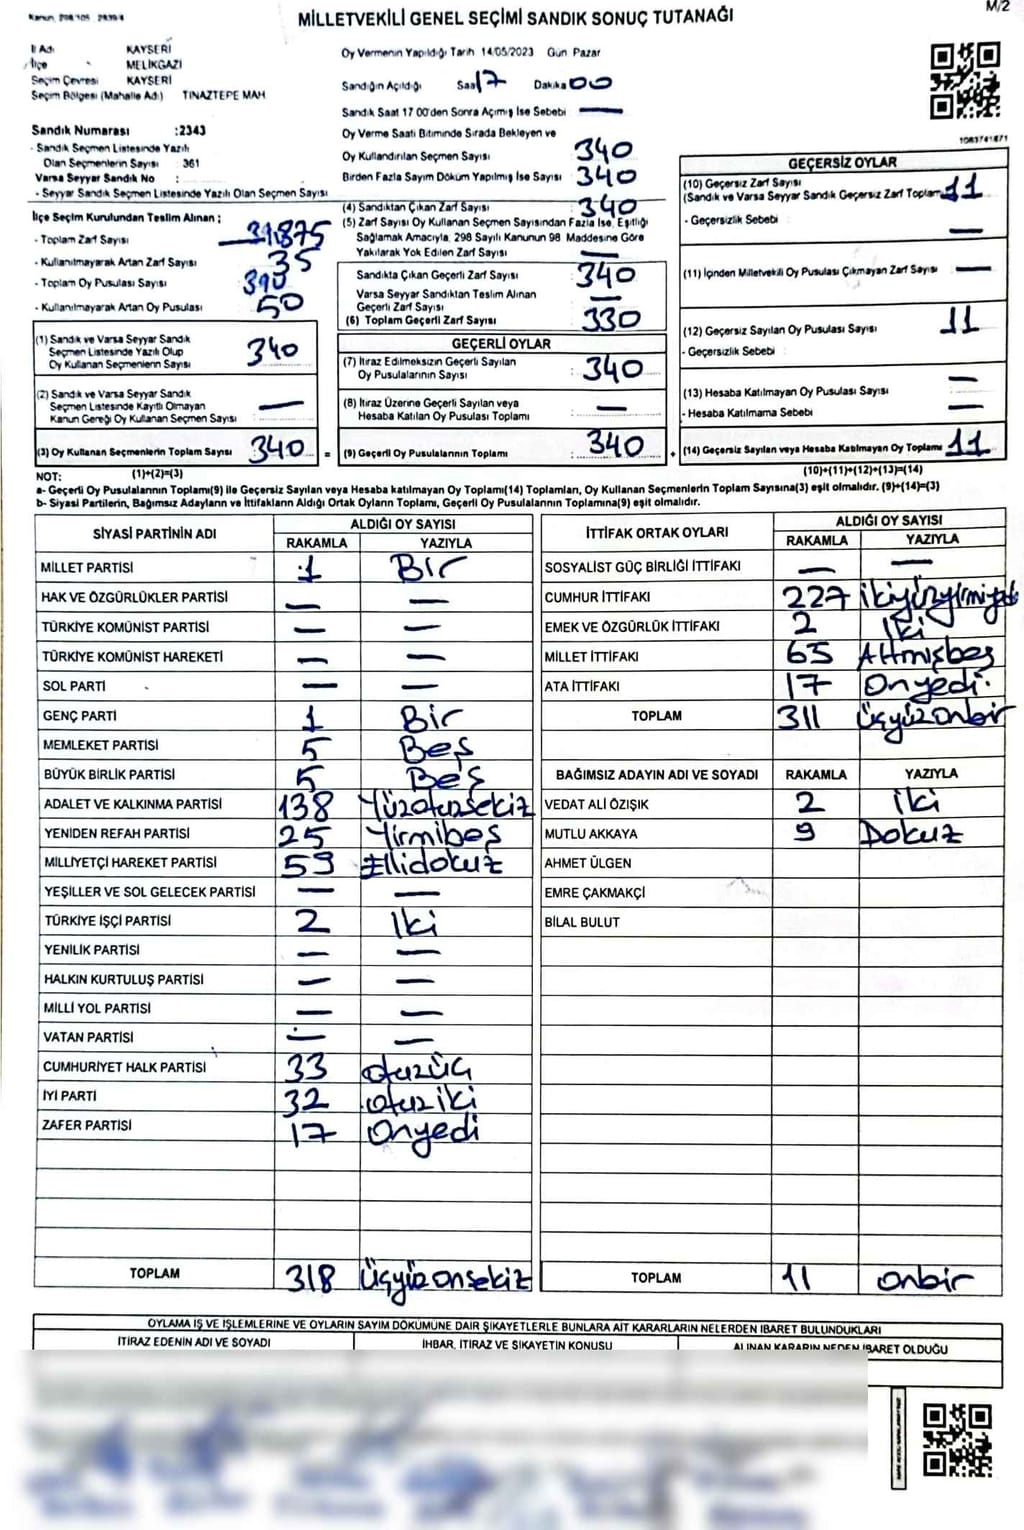 Kanun 298/105 2839/4
MİLLETVEKİLİ GENEL SEÇİMİ SANDIK SONUÇ TUTANAĞI
M/2
İl Adı KAYSERİ
İlçe MELİKGAZİ
Seçim Çevresi KAYSERİ
Seçim Bölgesi (Mahalle Adı) TINAZTEPE MAH.
Sandık Numarası :2343
- Sandık Seçmen Listesinde Yazılı
Olan Seçmenlerin Sayısı : 361
Varsa Seyyar Sandık No :
- Seyyar Sandık Seçmen Listesinde Yazılı Olan Seçmen Sayısı
İlçe Seçim Kurulundan Teslim Alınan ;
- Toplam Zarf Sayısı
- Kullanılmayarak Artan Zarf Sayısı 35
- Toplam Oy Pusulası Sayısı 390
- Kullanılmayarak Artan Oy Pusulası 50
(1) Sandık ve Varsa Seyyar Sandık
Seçmen Listesinde Yazılı Olup
Oy Kullanan Seçmenlerin Sayısı 340
(2) Sandık ve Varsa Seyyar Sandık
Seçmen Listesinde Kayıtlı Olmayan
Kanun Gereği Oy Kullanan Seçmen Sayısı —
(3) Oy Kullanan Seçmenlerin Toplam Sayısı 340 =
Oy Vermenin Yapıldığı Tarih 14/05/2023 Gün Pazar
Sandığın Açıldığı Saat 17 Dakika 00
Sandık Saat 17 00'den Sonra Açımış İse Sebebi —
Oy Verme Saati Bitiminde Sırada Bekleyen ve
Oy Kullandırılan Seçmen Sayısı 340
Birden Fazla Sayım Döküm Yapılmış İse Sayısı 340
(4) Sandıktan Çıkan Zarf Sayısı 340
(5) Zarf Sayısı Oy Kullanan Seçmen Sayısından Fazla İse, Eşitliği
Sağlamak Amacıyla, 298 Sayılı Kanunun 98 Maddesine Göre
Yakılarak Yok Edilen Zarf Sayısı —
Sandıkta Çıkan Geçerli Zarf Sayısı 340
Varsa Seyyar Sandıktan Teslim Alınan
Geçerli Zarf Sayısı —
(6) Toplam Geçerli Zarf Sayısı 330
GEÇERLİ OYLAR
(7) İtiraz Edilmeksizin Geçerli Sayılan
Oy Pusulalarının Sayısı 340
(8) İtiraz Üzerine Geçerli Sayılan veya
Hesaba Katılan Oy Pusulası Toplamı —
(9) Geçerli Oy Pusulalarının Toplamı 340 +
1083741871
GEÇERSİZ OYLAR
(10) Geçersiz Zarf Sayısı
(Sandık ve Varsa Seyyar Sandık Geçersiz Zarf Toplamı 11
- Geçersizlik Sebebi —
(11) İçinden Milletvekili Oy Pusulası Çıkmayan Zarf Sayısı —
(12) Geçersiz Sayılan Oy Pusulası Sayısı 11
- Geçersizlik Sebebi
(13) Hesaba Katılmayan Oy Pusulası Sayısı —
- Hesaba Katılmama Sebebi —
(14) Geçersiz Sayılan veya Hesaba Katılmayan Oy Toplamı 11
NOT: (1)+(2)=(3) (10)+(11)+(12)+(13)=(14)
a- Geçerli Oy Pusulalarının Toplamı(9) ile Geçersiz Sayılan veya Hesaba katılmayan Oy Toplamı(14) Toplamları, Oy Kullanan Seçmenlerin Toplam Sayısına(3) eşit olmalıdır. (9)+(14)=(3)
b- Siyasi Partilerin, Bağımsız Adayların ve İttifakların Aldığı Ortak Oyların Toplamı, Geçerli Oy Pusulalarının Toplamına(9) eşit olmalıdır.
SİYASİ PARTİNİN ADI ALDIĞI OY SAYISI
RAKAMLA YAZIYLA
MİLLET PARTİSİ 1 Bir
HAK VE ÖZGÜRLÜKLER PARTİSİ — —
TÜRKİYE KOMÜNİST PARTİSİ — —
TÜRKİYE KOMÜNİST HAREKETİ — —
SOL PARTİ — —
GENÇ PARTİ 1 Bir
MEMLEKET PARTİSİ 5 Beş
BÜYÜK BİRLİK PARTİSİ 5 Beş
ADALET VE KALKINMA PARTİSİ 138 Yüzotuzsekiz
YENİDEN REFAH PARTİSİ 25 Yirmibeş
MİLLİYETÇİ HAREKET PARTİSİ 59 Ellidokuz
YEŞİLLER VE SOL GELECEK PARTİSİ — —
TÜRKİYE İŞÇİ PARTİSİ 2 İki
YENİLİK PARTİSİ — —
HALKIN KURTULUŞ PARTİSİ — —
MİLLİ YOL PARTİSİ — —
VATAN PARTİSİ — —
CUMHURİYET HALK PARTİSİ 33 otuzüç
İYİ PARTİ 32 otuziki
ZAFER PARTİSİ 17 Onyedi
TOPLAM 318 Üçyüzonsekiz
İTTİFAK ORTAK OYLARI ALDIĞI OY SAYISI
RAKAMLA YAZIYLA
SOSYALİST GÜÇ BİRLİĞİ İTTİFAKI — —
CUMHUR İTTİFAKI 227 ikiyüzyirmiyedi
EMEK VE ÖZGÜRLÜK İTTİFAKI 2 İki
MİLLET İTTİFAKI 65 Altmışbeş
ATA İTTİFAKI 17 Onyedi.
TOPLAM 311 Üçyüzonbir
BAĞIMSIZ ADAYIN ADI VE SOYADI RAKAMLA YAZIYLA
VEDAT ALİ ÖZIŞIK 2 iki
MUTLU AKKAYA 9 Dokuz
AHMET ÜLGEN
EMRE ÇAKMAKÇİ
BİLAL BULUT
TOPLAM 11 onbir
OYLAMA İŞ VE İŞLEMLERİNE VE OYLARIN SAYIM DÖKÜMÜNE DAİR ŞİKAYETLERLE BUNLARA AİT KARARLARIN NELERDEN İBARET BULUNDUKLARI
İTİRAZ EDENİN ADI VE SOYADI İHBAR, İTİRAZ VE ŞİKAYETİN KONUSU ALINAN KARARIN NEDEN İBARET OLDUĞU